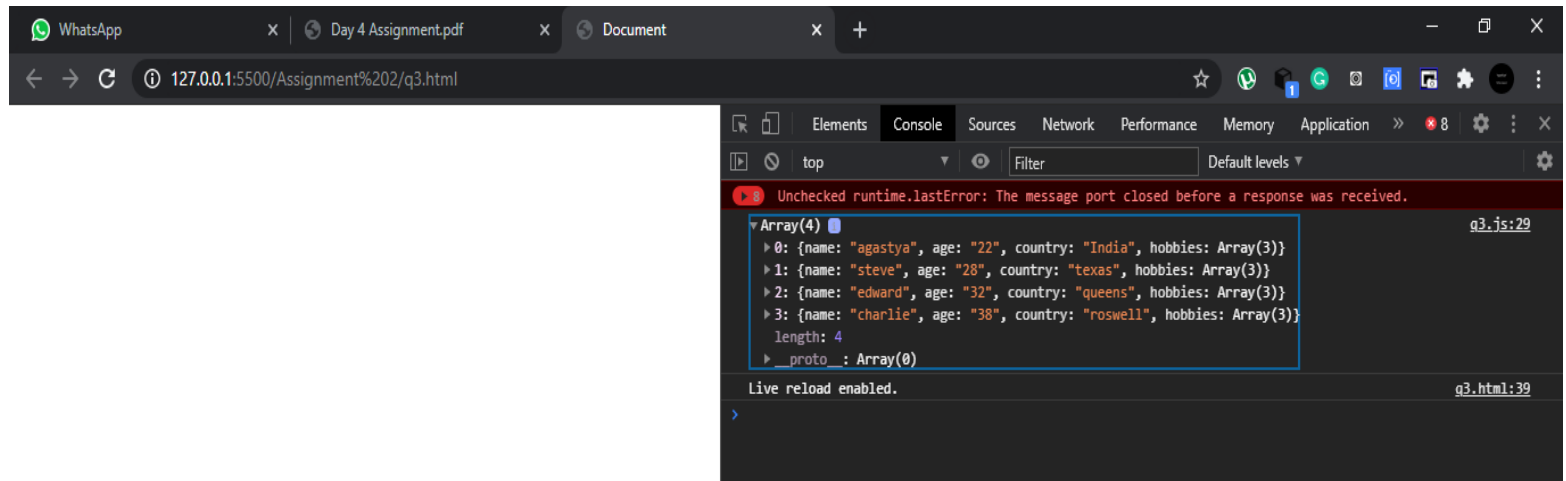 WhatsApp
Day 4 Assignment.pdf
Document
127.0.0.1:5500/Assignment%202/q3.html
1
Elements Console Sources Network Performance Memory Application » 8
top Filter Default levels
8 Unchecked runtime.lastError: The message port closed before a response was received.
Array(4) q3.js:29
0: {name: "agastya", age: "22", country: "India", hobbies: Array(3)}
1: {name: "steve", age: "28", country: "texas", hobbies: Array(3)}
2: {name: "edward", age: "32", country: "queens", hobbies: Array(3)}
3: {name: "charlie", age: "38", country: "roswell", hobbies: Array(3)}
length: 4
__proto__: Array(0)
Live reload enabled. q3.html:39